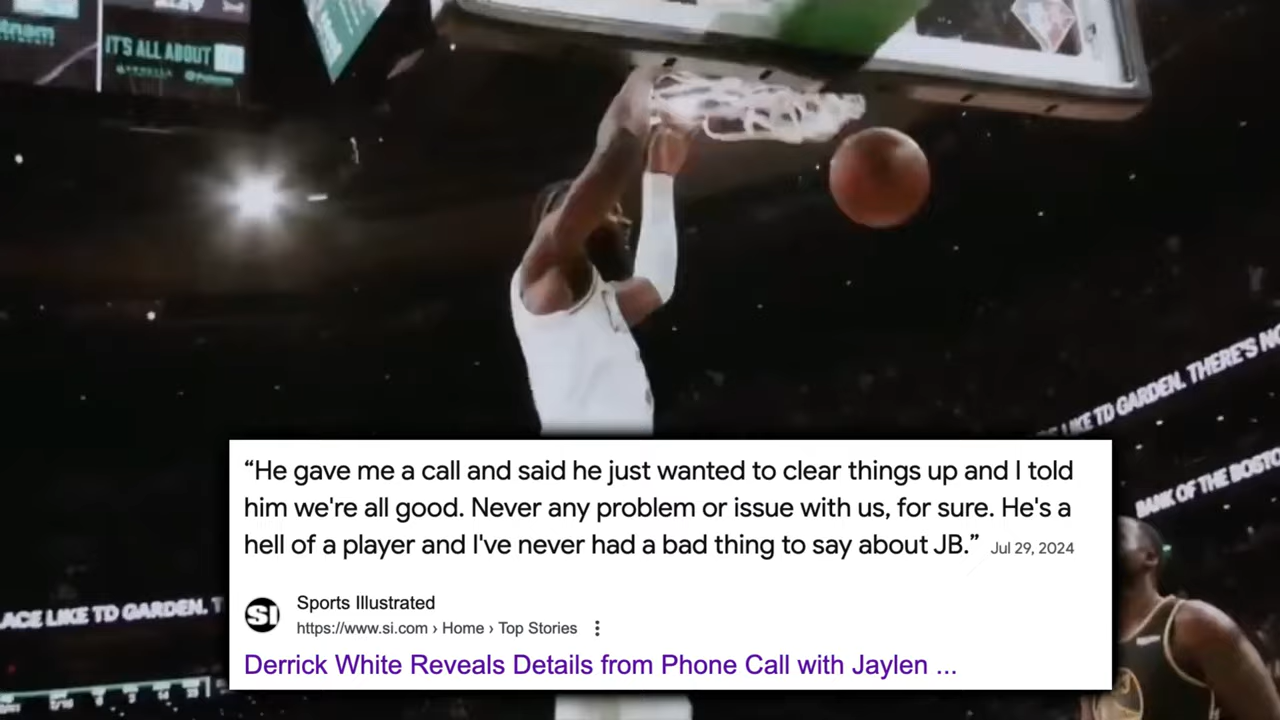 IT'S ALL ABOUT
LIKE TD GARDEN. THERE'S NO
BANK OF THE BOSTO
ACE LIKE TD GARDEN. T
“He gave me a call and said he just wanted to clear things up and I told
him we're all good. Never any problem or issue with us, for sure. He's a
hell of a player and I've never had a bad thing to say about JB.” Jul 29, 2024
SI
Sports Illustrated
https://www.si.com › Home › Top Stories
Derrick White Reveals Details from Phone Call with Jaylen ...